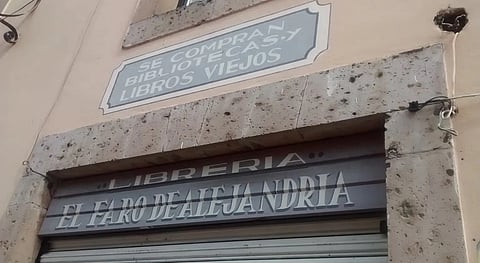 SE COMPRAN
BIBLIOTECAS Y
LIBROS VIEJOS
"LIBRERIA"
EL FARO DE ALEJANDRIA